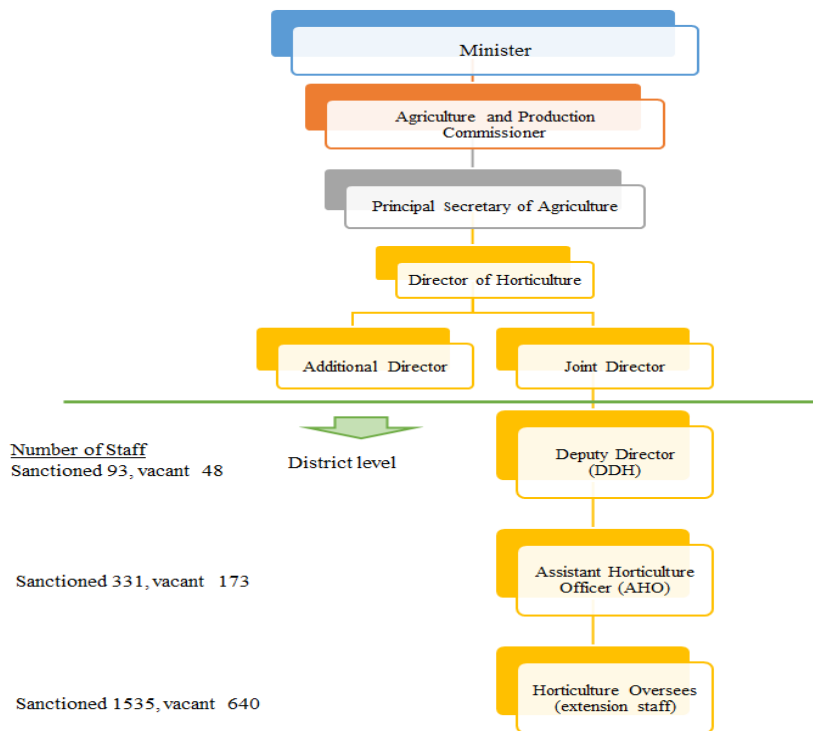 Minister
Agriculture and Production
Commissioner
Principal Secretary of Agriculture
Director of Horticulture
Additional Director
Joint Director
Number of Staff
Sanctioned 93, vacant 48
District level
Deputy Director
(DDH)
Sanctioned 331, vacant 173
Assistant Horticulture
Officer (AHO)
Sanctioned 1535, vacant 640
Horticulture Oversees
(extension staff)